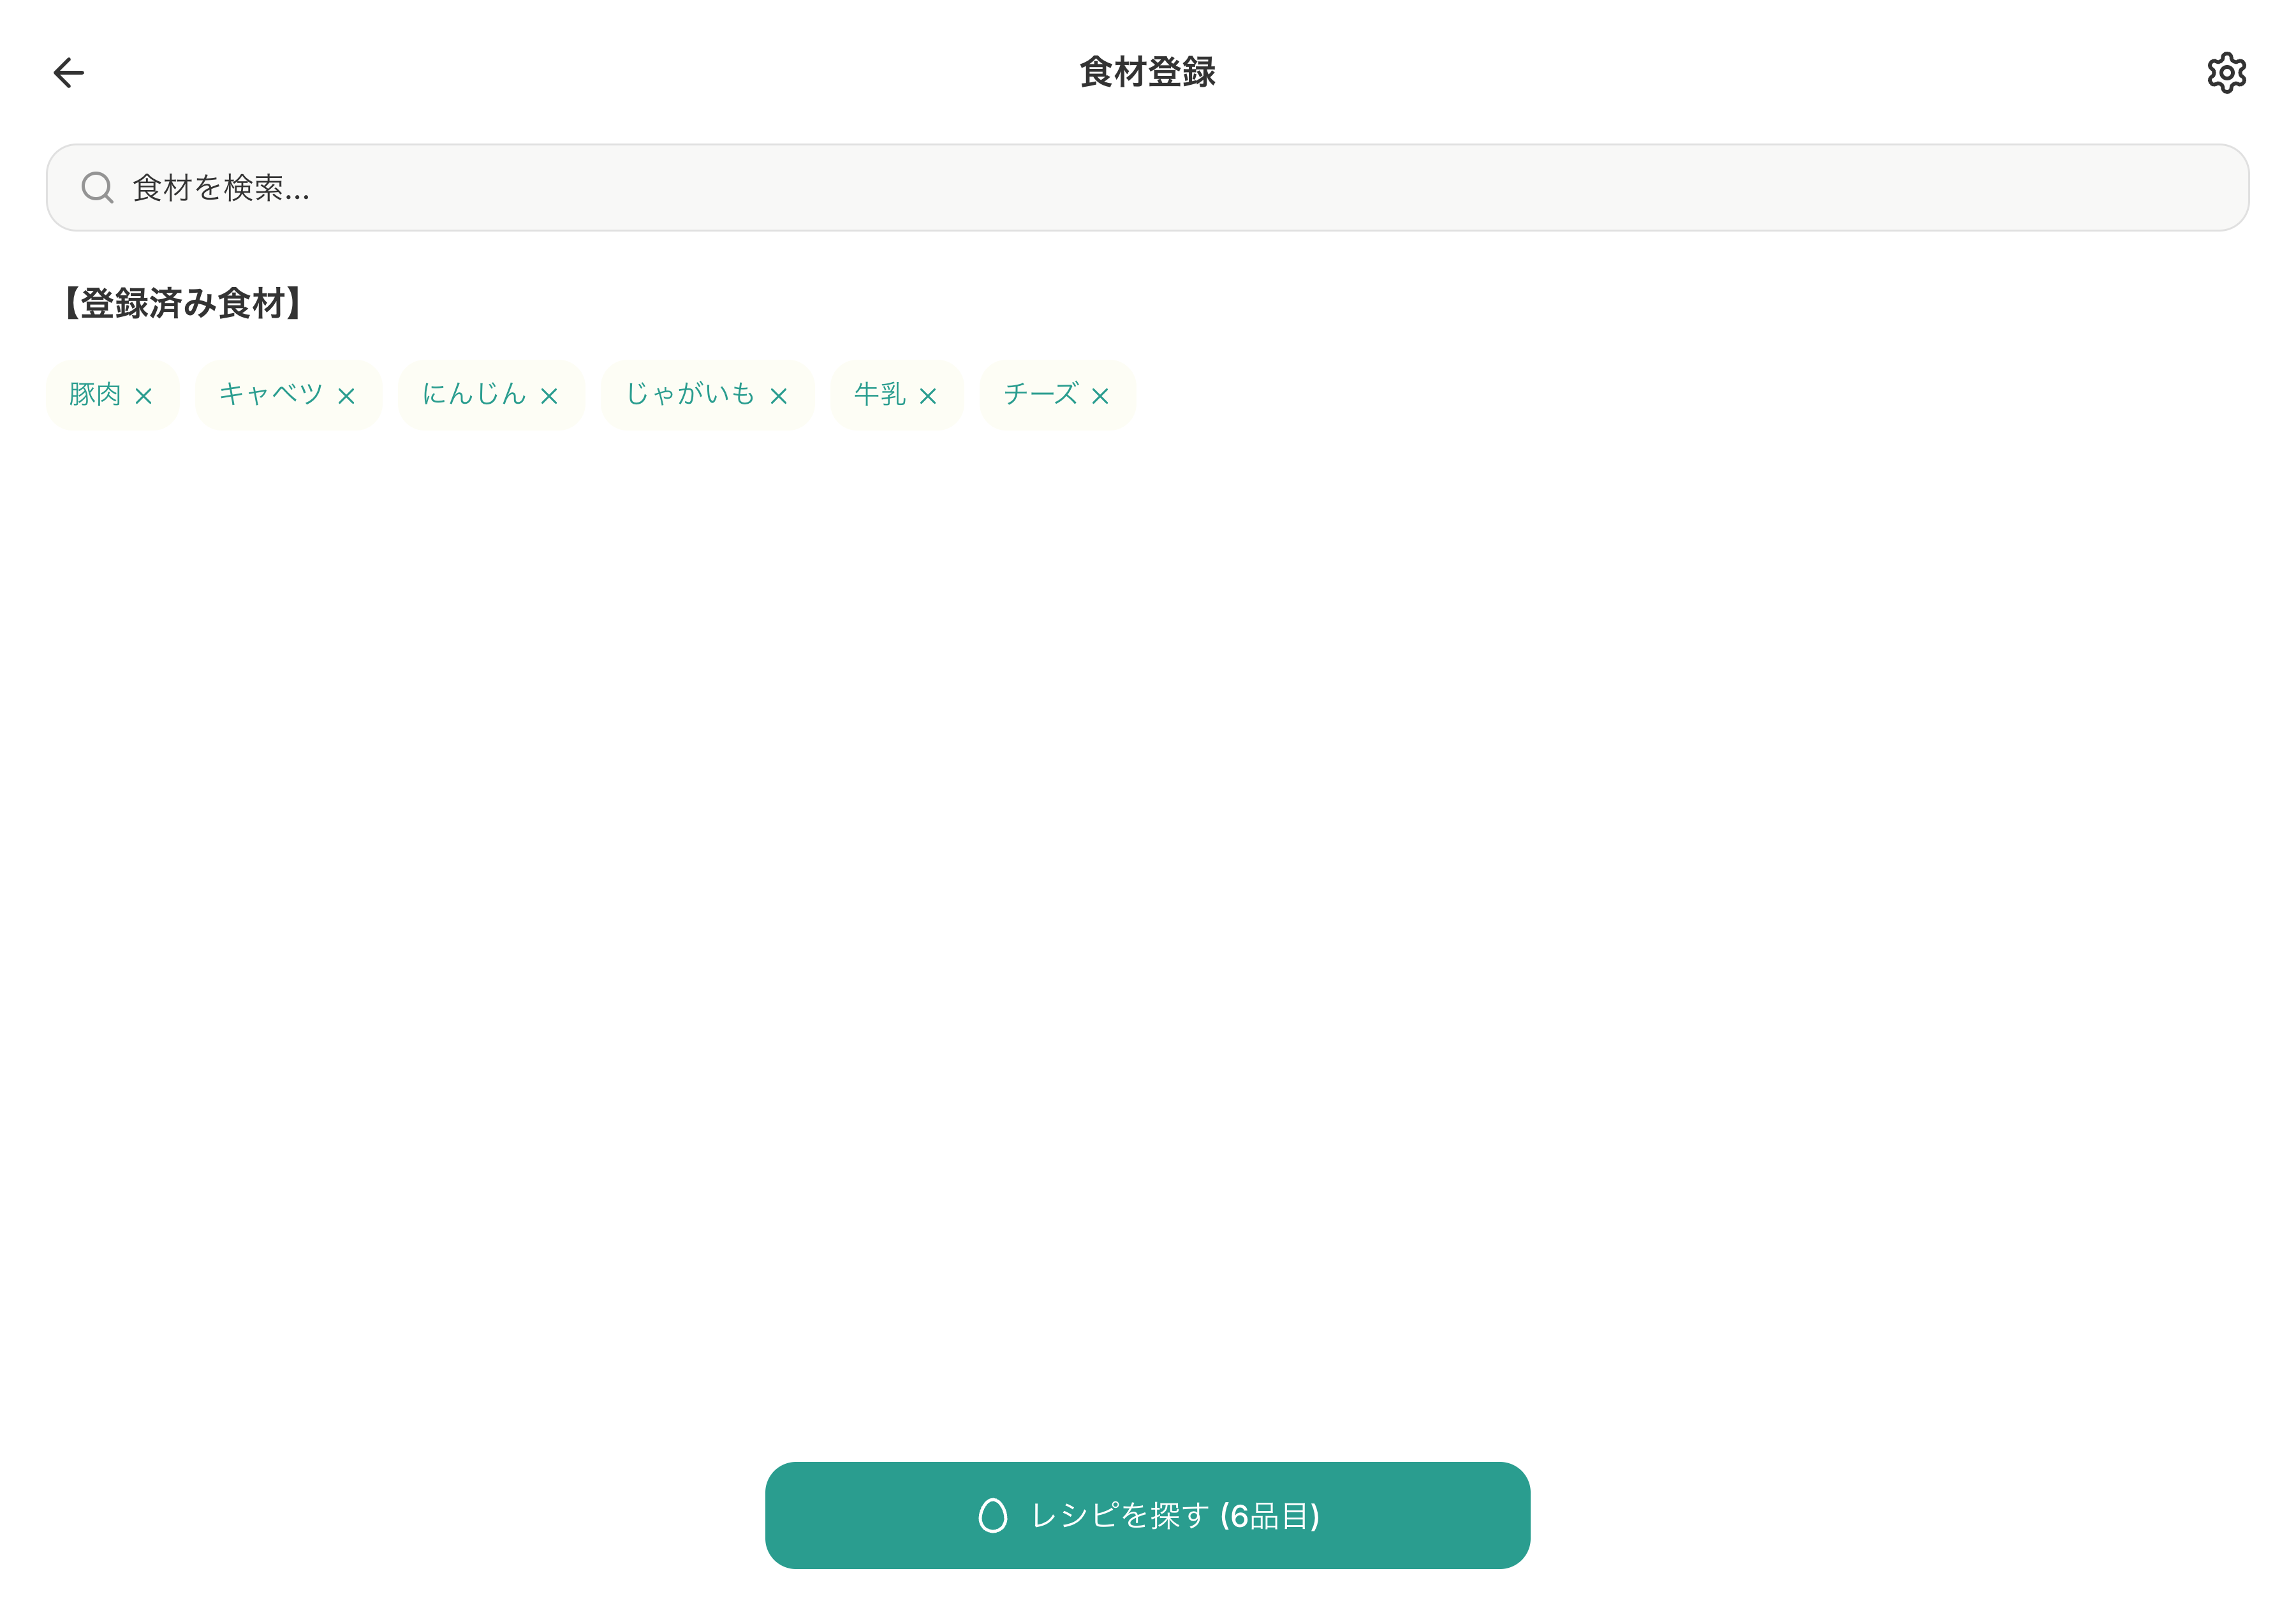 食材登録
食材を検索...
【登録済み食材】
豚肉 × キャベツ × にんじん × じゃがいも × 牛乳 × チーズ ×
レシピを探す (6品目)